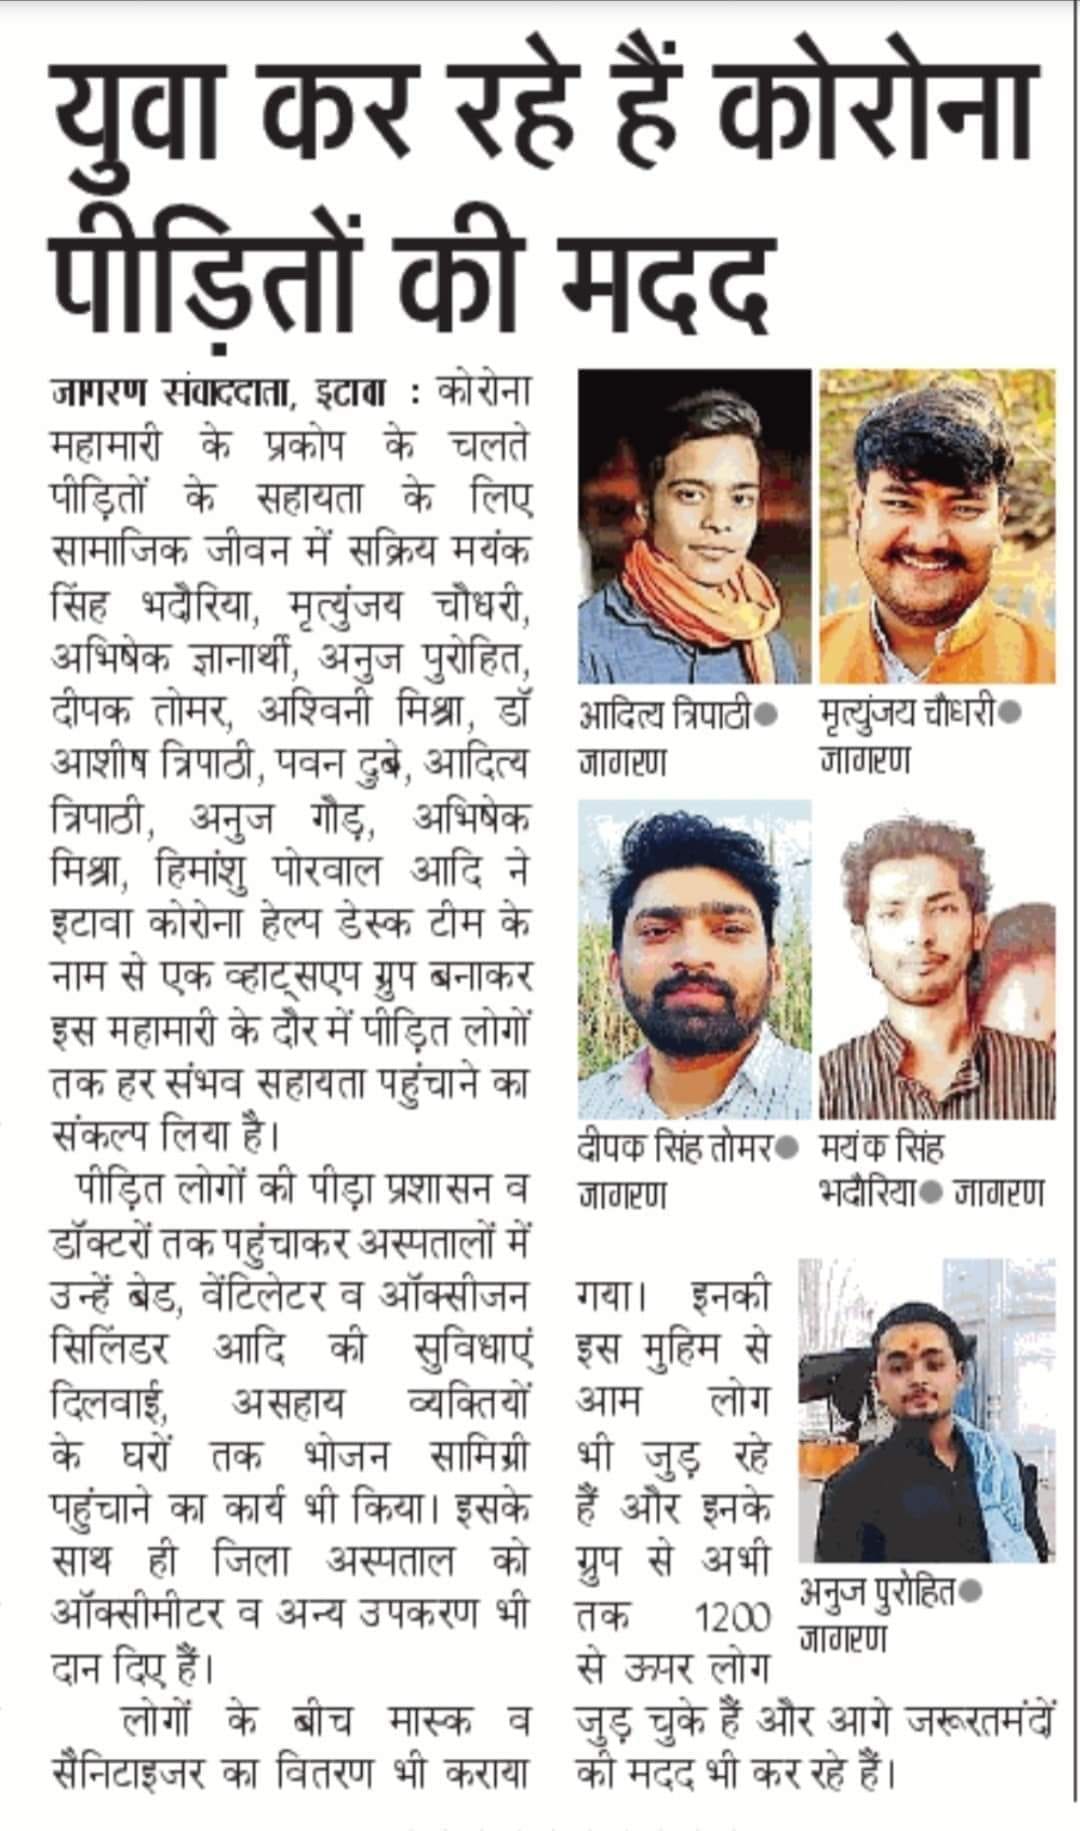 युवा कर रहे हैं कोरोना
पीड़ितों की मदद
जागरण संवाददाता, इटावा : कोरोना
महामारी के प्रकोप के चलते
पीड़ितों के सहायता के लिए
सामाजिक जीवन में सक्रिय मयंक
सिंह भदौरिया, मृत्युंजय चौधरी,
अभिषेक ज्ञानार्थी, अनुज पुरोहित,
दीपक तोमर, अश्विनी मिश्रा, डॉ
आशीष त्रिपाठी, पवन दुबे, आदित्य
त्रिपाठी, अनुज गौड़, अभिषेक
मिश्रा, हिमांशु पोरवाल आदि ने
इटावा कोरोना हेल्प डेस्क टीम के
नाम से एक व्हाट्सएप ग्रुप बनाकर
इस महामारी के दौर में पीड़ित लोगों
तक हर संभव सहायता पहुंचाने का
संकल्प लिया है।
पीड़ित लोगों की पीड़ा प्रशासन व
डॉक्टरों तक पहुंचाकर अस्पतालों में
उन्हें बेड, वेंटिलेटर व ऑक्सीजन
सिलिंडर आदि की सुविधाएं
दिलवाई, असहाय व्यक्तियों
के घरों तक भोजन सामिग्री
पहुंचाने का कार्य भी किया। इसके
साथ ही जिला अस्पताल को
ऑक्सीमीटर व अन्य उपकरण भी
दान दिए हैं।
लोगों के बीच मास्क व
सैनिटाइजर का वितरण भी कराया
आदित्य त्रिपाठी●
जागरण
मृत्युंजय चौधरी●
जागरण
दीपक सिंह तोमर●
जागरण
मयंक सिंह
भदौरिया● जागरण
गया। इनकी
इस मुहिम से
आम लोग
भी जुड़ रहे
हैं और इनके
ग्रुप से अभी
तक 1200
से ऊपर लोग
जुड़ चुके हैं और आगे जरूरतमंदों
की मदद भी कर रहे हैं।
अनुज पुरोहित●
जागरण